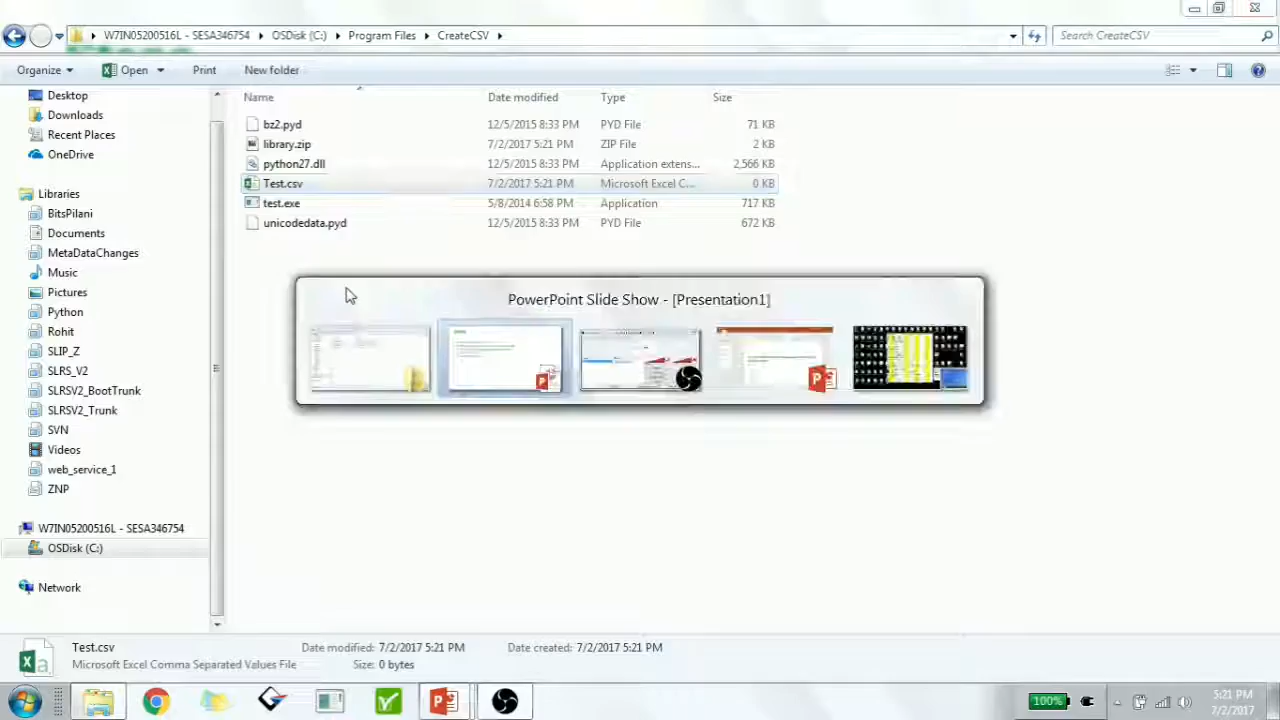 W7IN05200516L - SESA346754 OSDisk (C:) Program Files CreateCSV
Search CreateCSV
Organize Open Print New folder
Name Date modified Type Size
bz2.pyd 12/5/2015 8:33 PM PYD File 71 KB
library.zip 7/2/2017 5:21 PM ZIP File 2 KB
python27.dll 12/5/2015 8:33 PM Application extens... 2,566 KB
Test.csv 7/2/2017 5:21 PM Microsoft Excel C... 0 KB
test.exe 5/8/2014 6:58 PM Application 717 KB
unicodedata.pyd 12/5/2015 8:33 PM PYD File 672 KB
Desktop
Downloads
Recent Places
OneDrive
Libraries
BitsPilani
Documents
MetaDataChanges
Music
Pictures
Python
Rohit
SLIP_Z
SLRS_V2
SLRSV2_BootTrunk
SLRSV2_Trunk
SVN
Videos
web_service_1
ZNP
W7IN05200516L - SESA346754
OSDisk (C:)
Network
PowerPoint Slide Show - [Presentation1]
Test.csv Date modified: 7/2/2017 5:21 PM Date created: 7/2/2017 5:21 PM
Microsoft Excel Comma Separated Values File Size: 0 bytes
100%
5:21 PM
7/2/2017